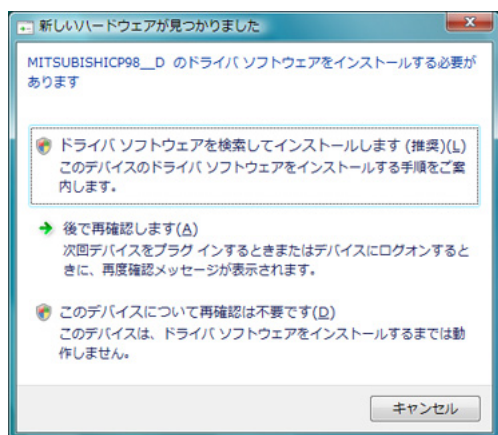 新しいハードウェアが見つかりました
MITSUBISHICP98__D のドライバ ソフトウェアをインストールする必要が
あります
ドライバ ソフトウェアを検索してインストールします (推奨)(L)
このデバイスのドライバ ソフトウェアをインストールする手順をご案
内します。
後で再確認します(A)
次回デバイスをプラグ インするときまたはデバイスにログオンすると
きに、再度確認メッセージが表示されます。
このデバイスについて再確認は不要です(D)
このデバイスは、ドライバ ソフトウェアをインストールするまでは動
作しません。
キャンセル